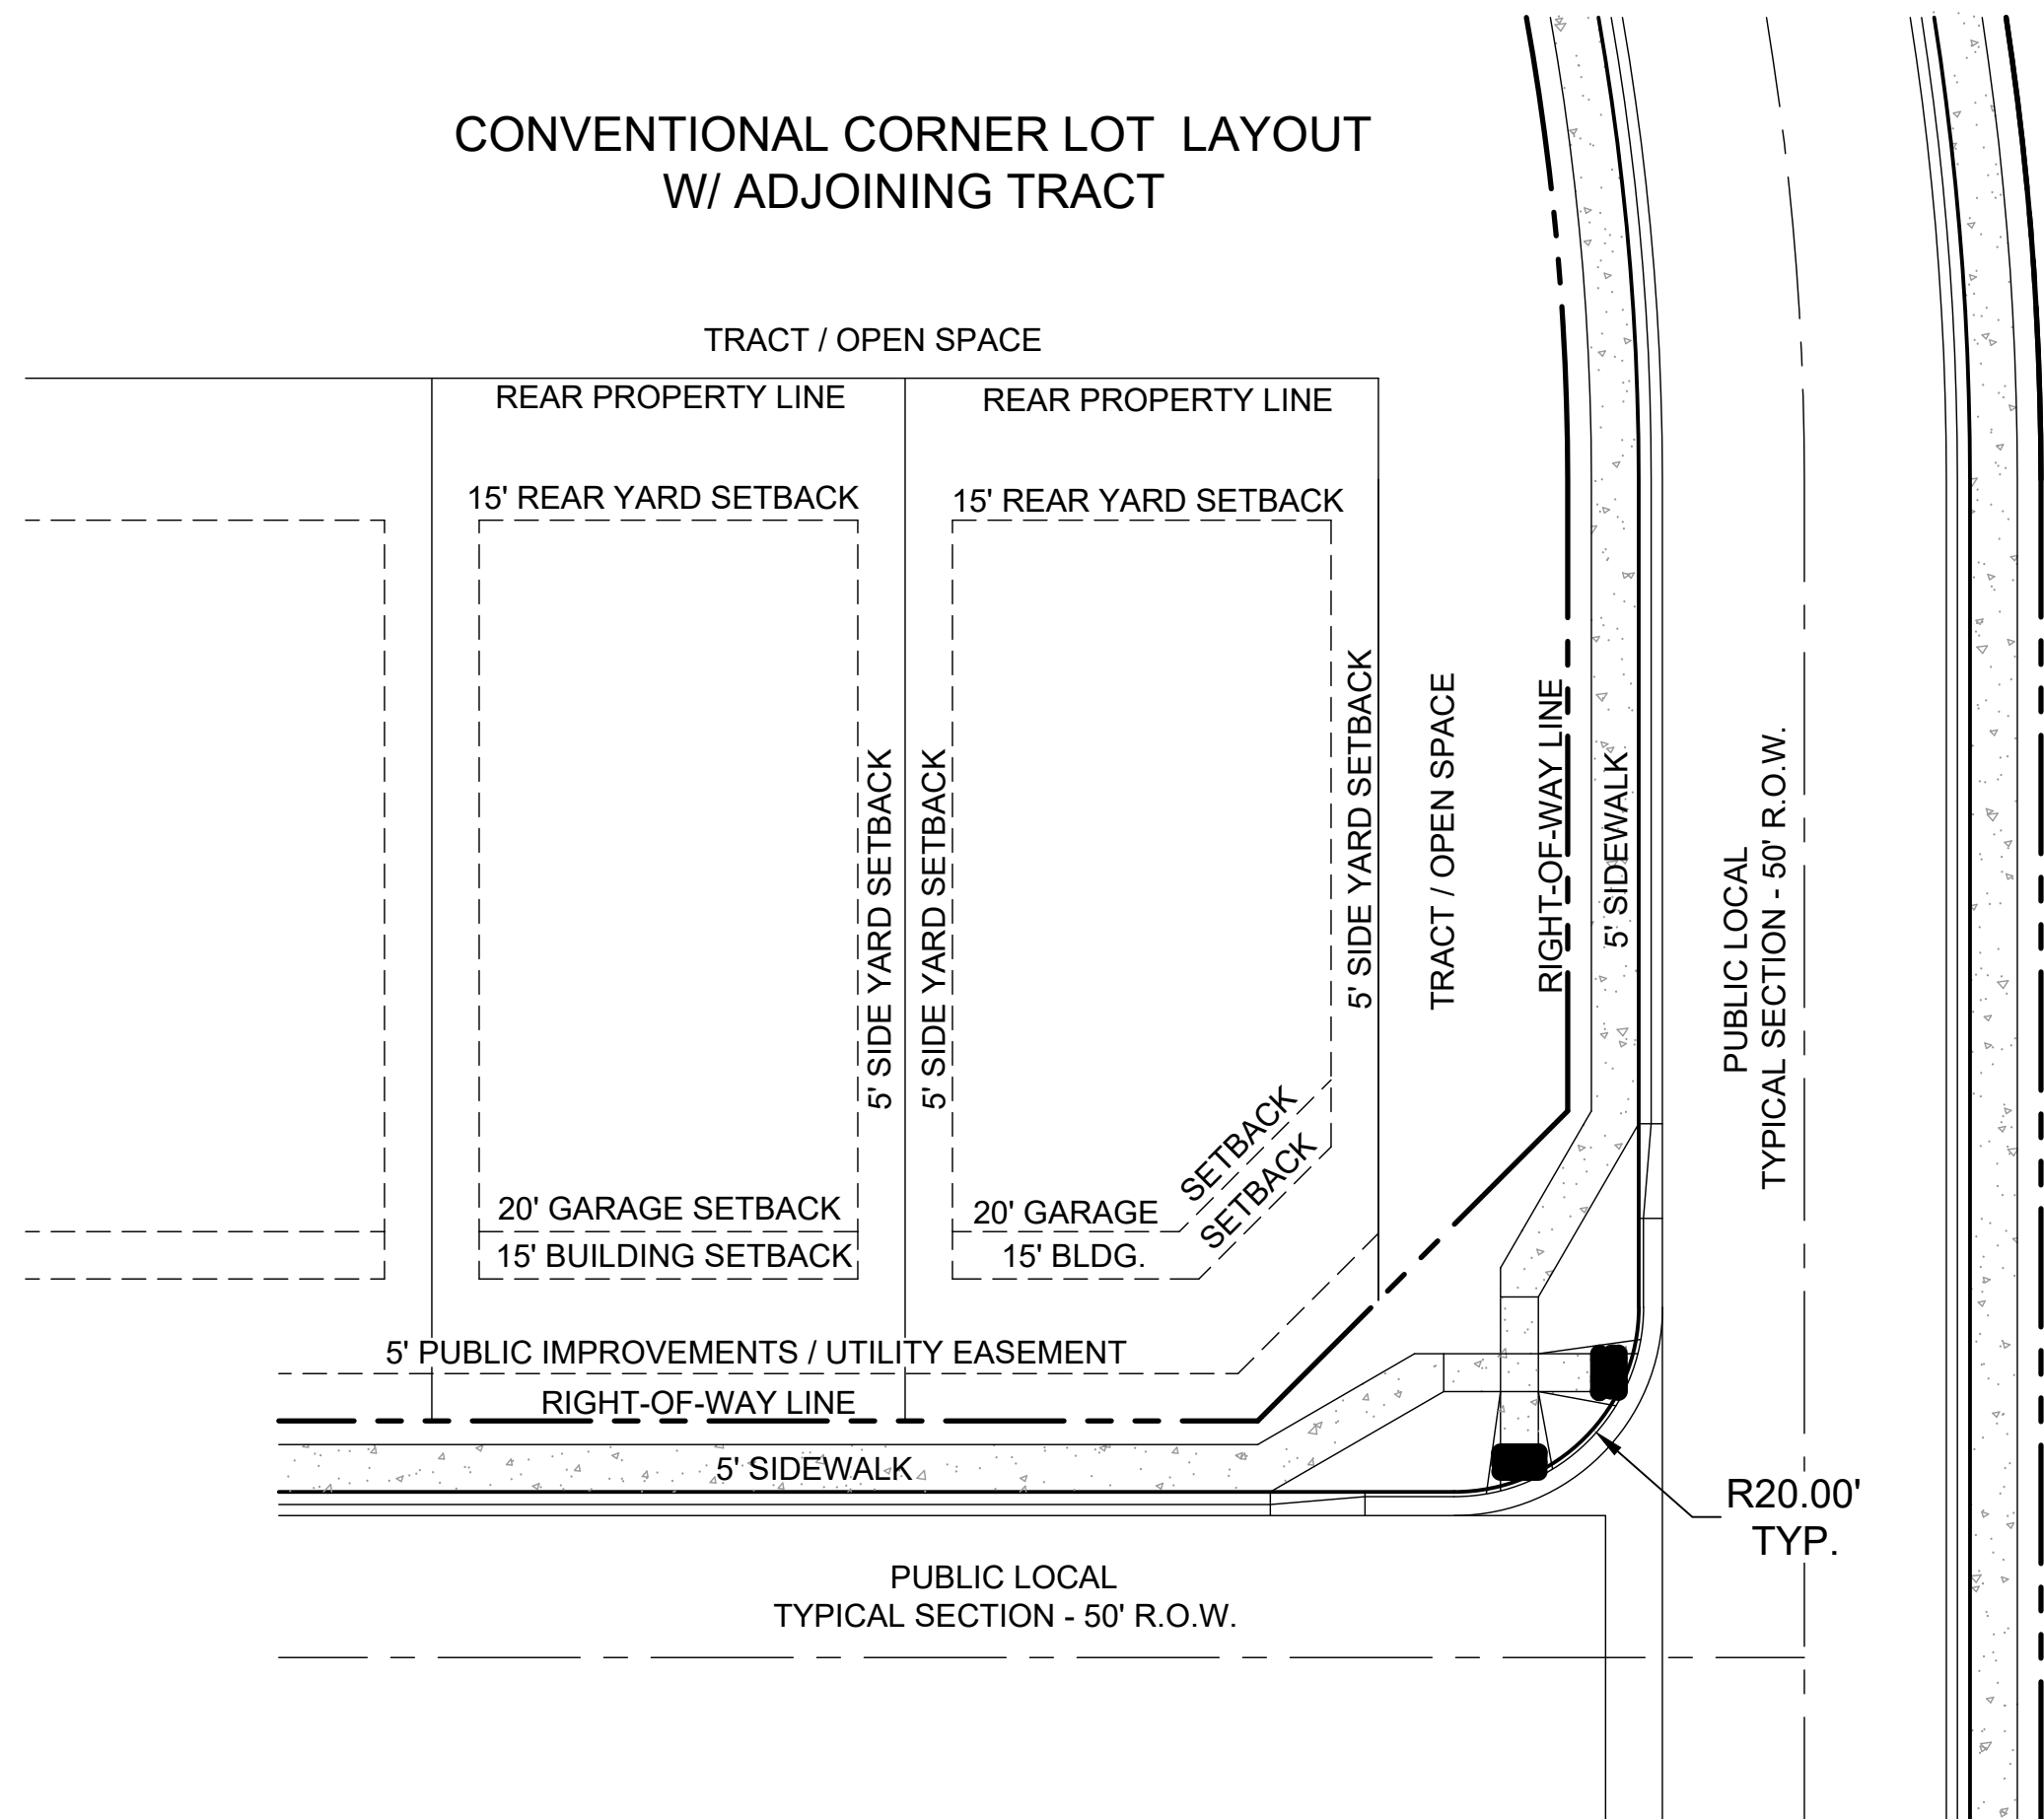 CONVENTIONAL CORNER LOT LAYOUT
W/ ADJOINING TRACT
TRACT / OPEN SPACE
REAR PROPERTY LINE
REAR PROPERTY LINE
15' REAR YARD SETBACK
15' REAR YARD SETBACK
5' SIDE YARD SETBACK
5' SIDE YARD SETBACK
5' SIDE YARD SETBACK
TRACT / OPEN SPACE
RIGHT-OF-WAY LINE
5' SIDEWALK
PUBLIC LOCAL
TYPICAL SECTION - 50' R.O.W.
20' GARAGE SETBACK
15' BUILDING SETBACK
20' GARAGE
SETBACK
15' BLDG.
SETBACK
5' PUBLIC IMPROVEMENTS / UTILITY EASEMENT
RIGHT-OF-WAY LINE
5' SIDEWALK
R20.00'
TYP.
PUBLIC LOCAL
TYPICAL SECTION - 50' R.O.W.